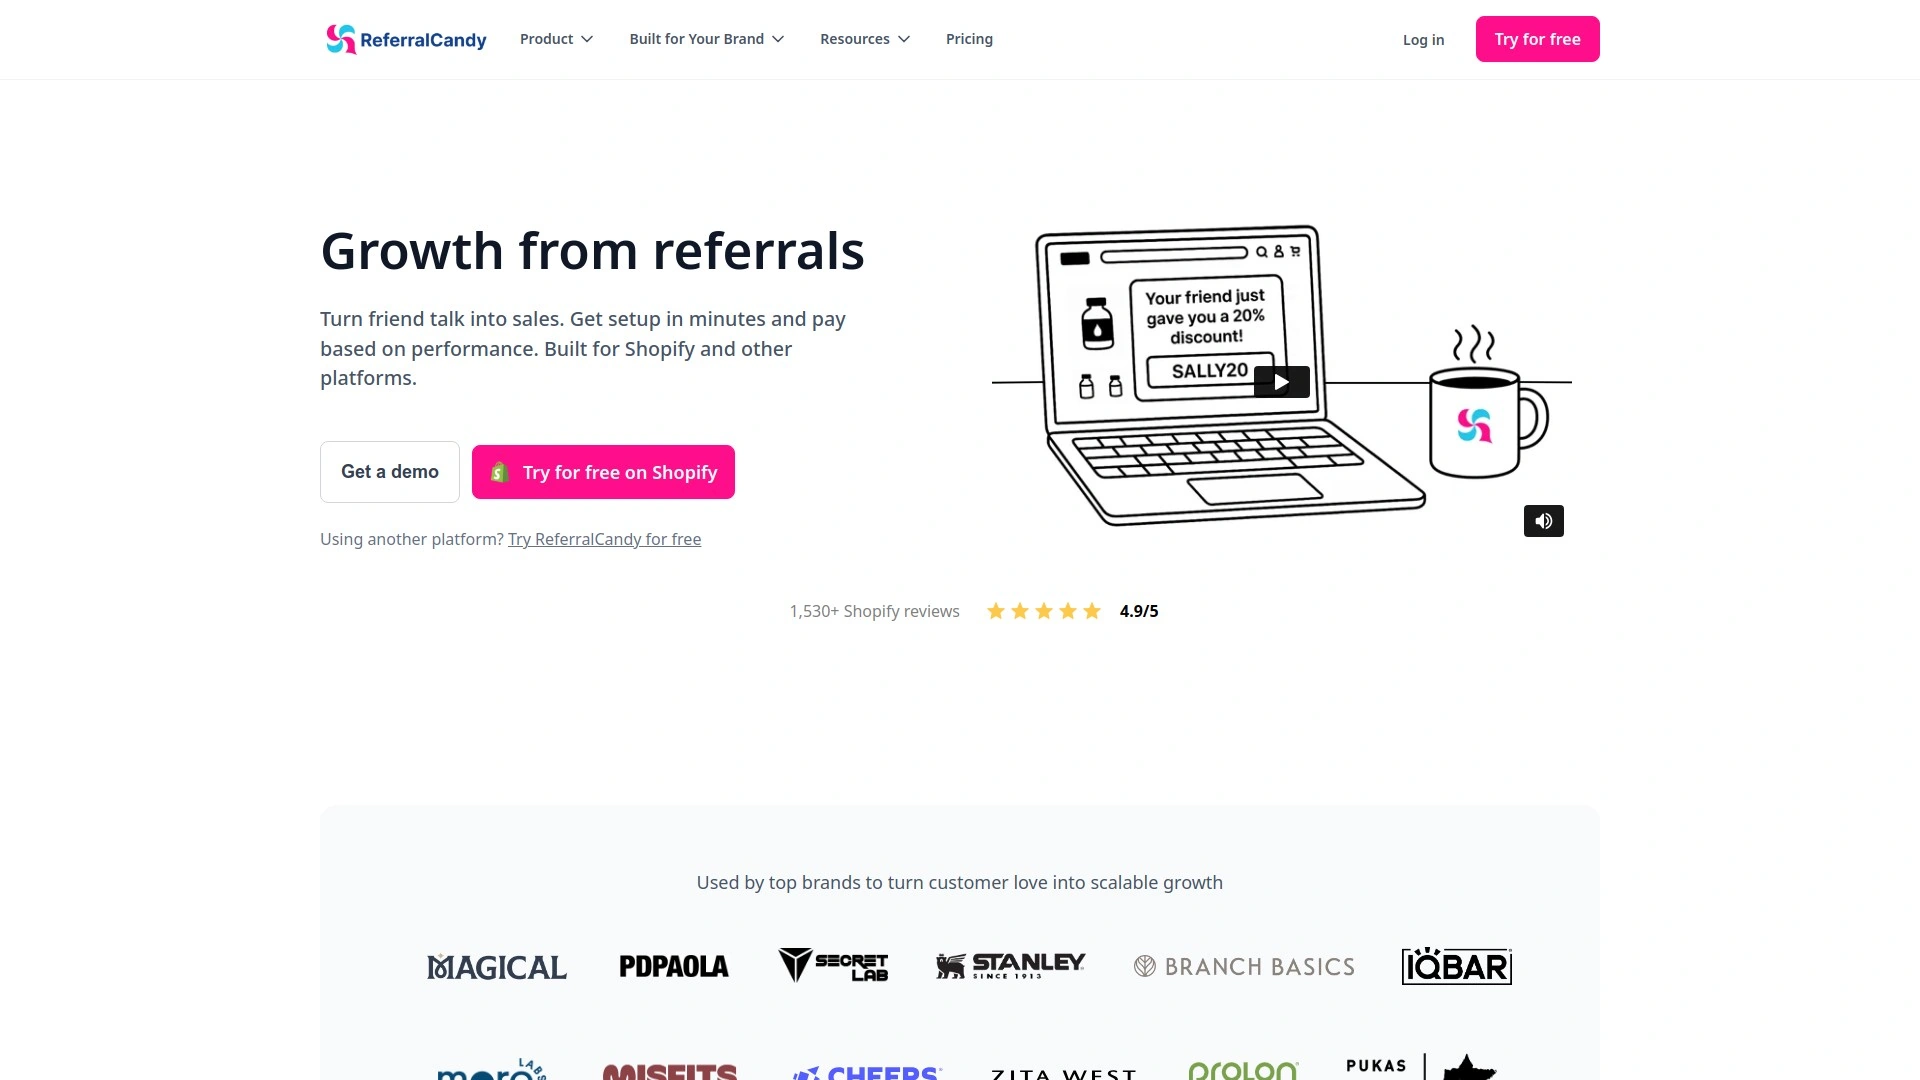 ReferralCandy
Product
Built for Your Brand
Resources
Pricing
Log in
Try for free
Growth from referrals
Turn friend talk into sales. Get setup in minutes and pay
based on performance. Built for Shopify and other
platforms.
Get a demo
Try for free on Shopify
Using another platform? Try ReferralCandy for free
Your friend just
gave you a 20%
discount!
SALLY20
1,530+ Shopify reviews
4.9/5
Used by top brands to turn customer love into scalable growth
MAGICAL
PDPAOLA
SECRET
LAB
STANLEY
SINCE 1913
BRANCH BASICS
IQBAR
more
LABS
MISFITS
CHEERS
ZITA WEST
PROLON
PUKAS